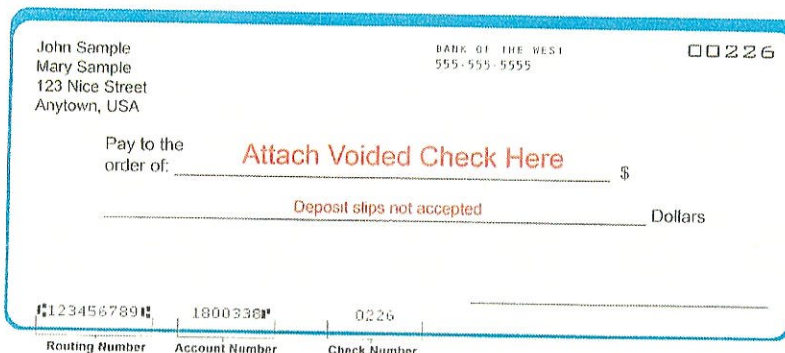 John Sample
Mary Sample
123 Nice Street
Anytown, USA
BANK OF THE WEST
555-555-5555
00226
Pay to the
order of:
Attach Voided Check Here
$
Deposit slips not accepted
Dollars
⑆123456789⑆ 1800338⑈ 0226
Routing Number Account Number Check Number